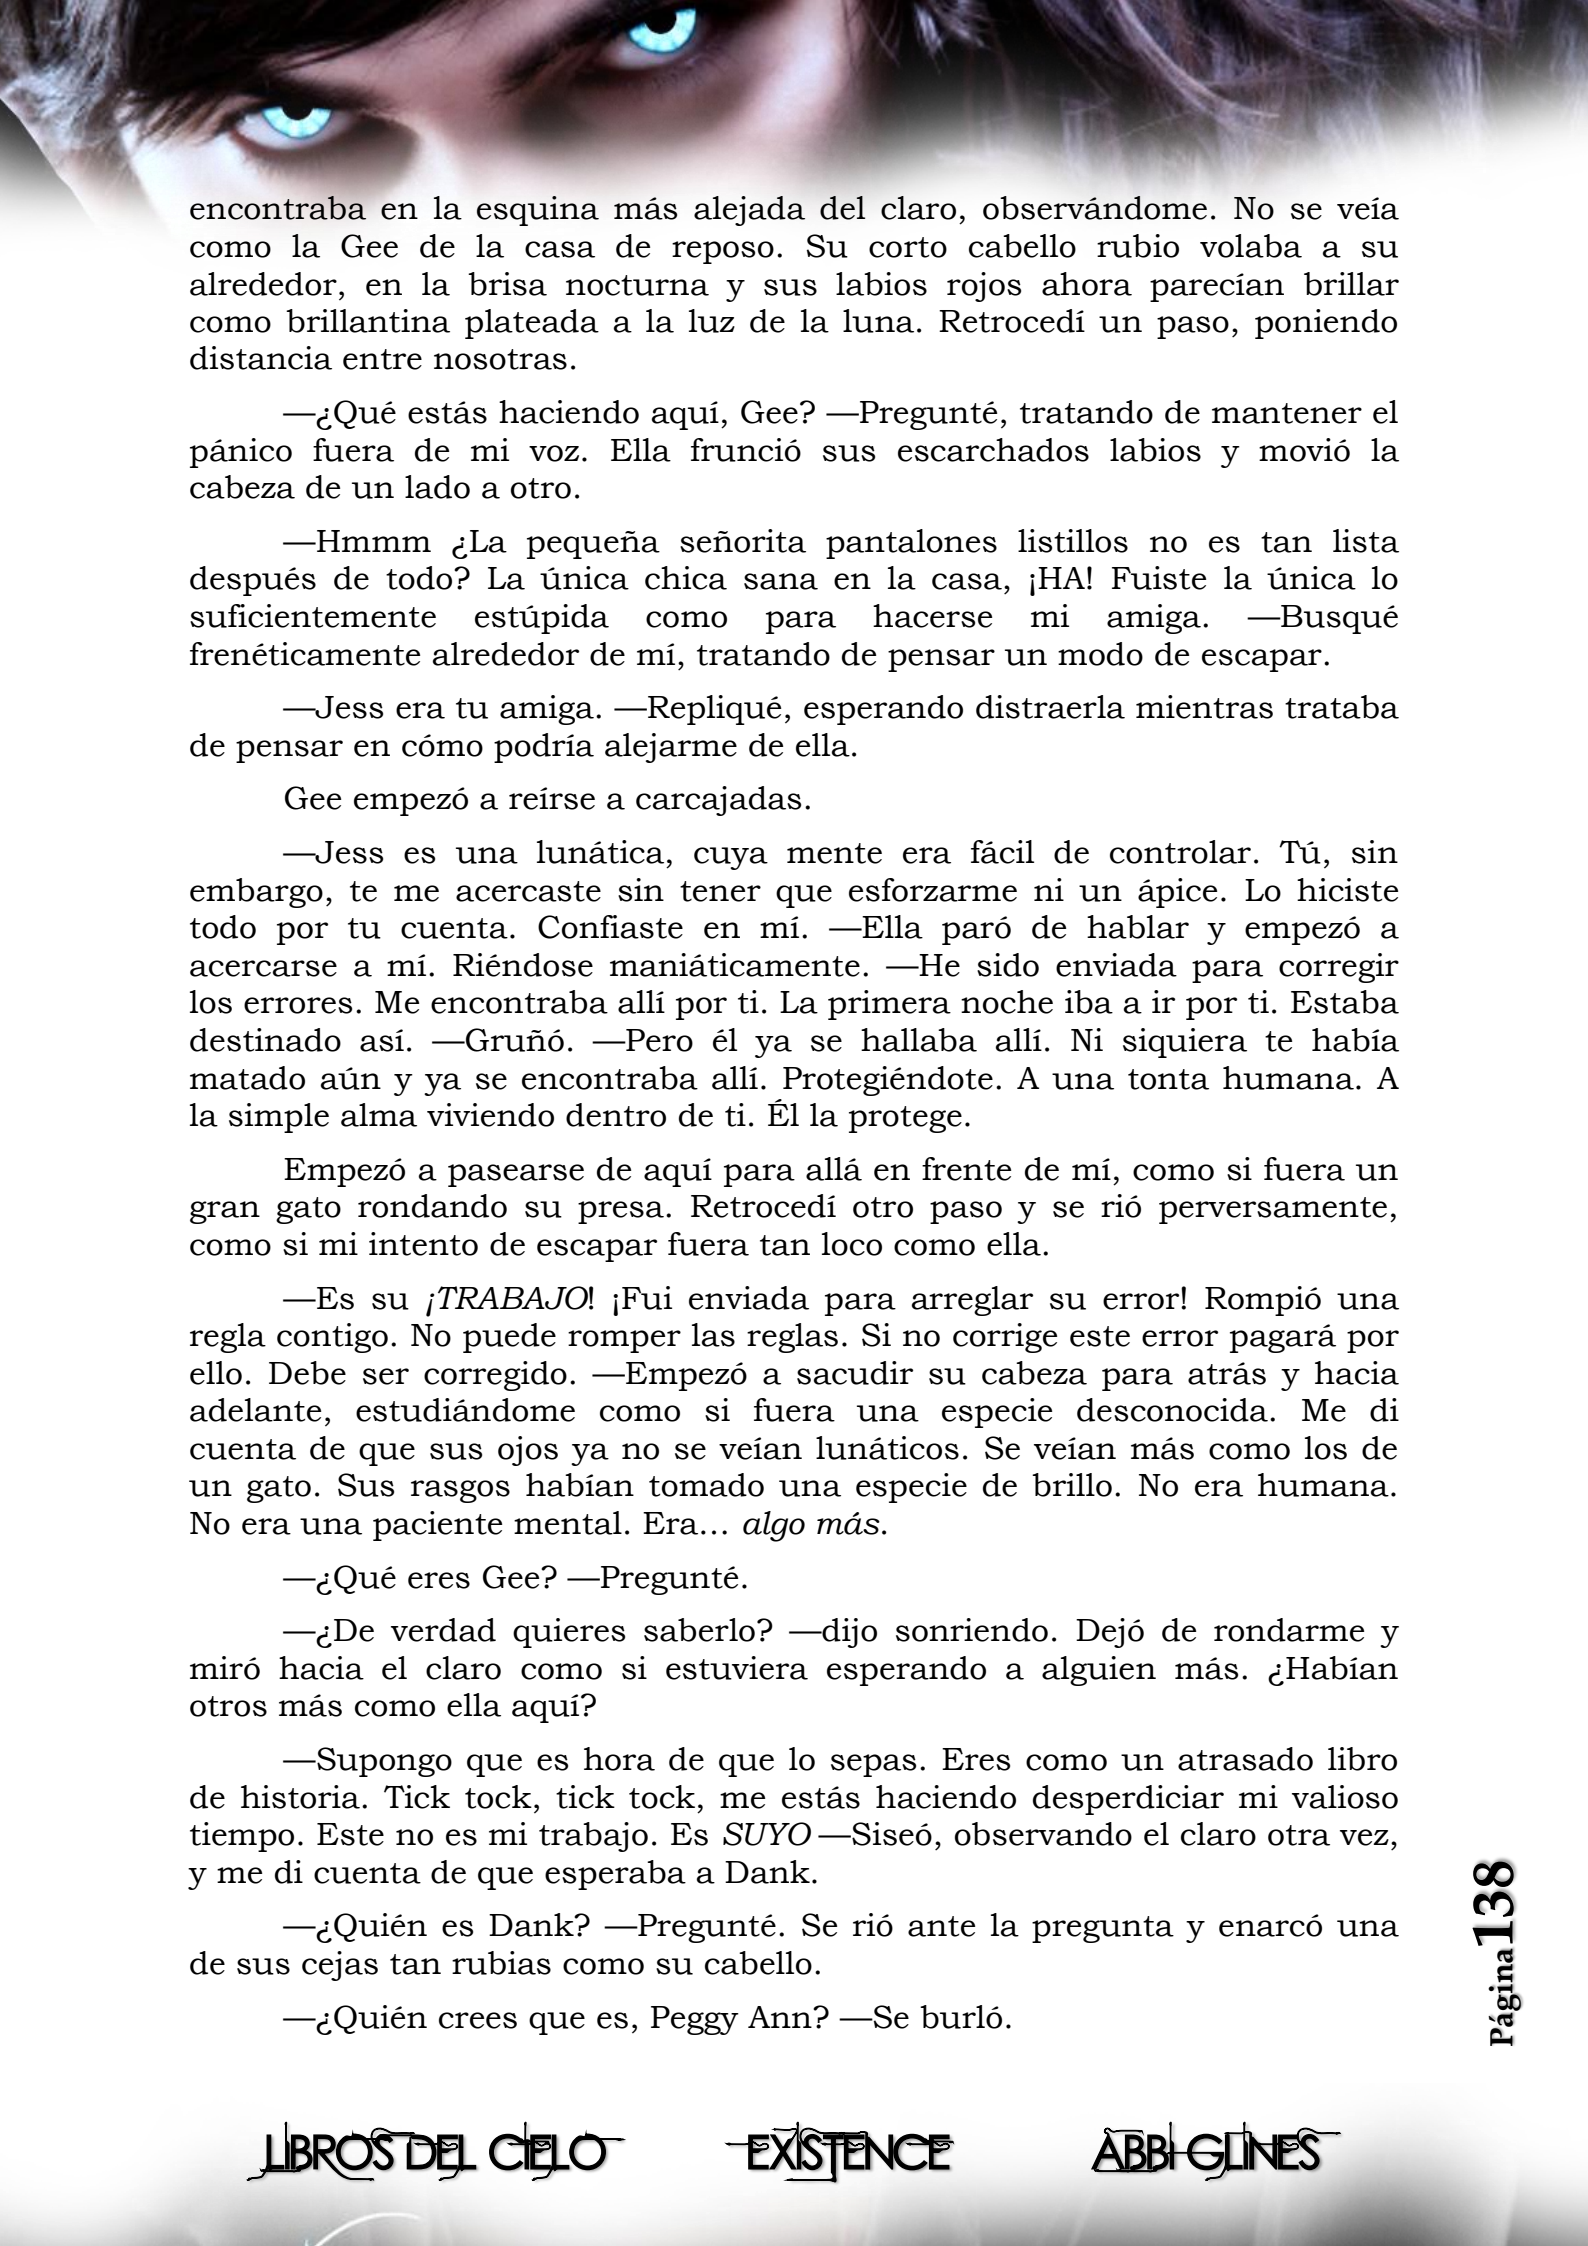 encontraba en la esquina más alejada del claro, observándome. No se veía
como la Gee de la casa de reposo. Su corto cabello rubio volaba a su
alrededor, en la brisa nocturna y sus labios rojos ahora parecían brillar
como brillantina plateada a la luz de la luna. Retrocedí un paso, poniendo
distancia entre nosotras.
—¿Qué estás haciendo aquí, Gee? —Pregunté, tratando de mantener el
pánico fuera de mi voz. Ella frunció sus escarchados labios y movió la
cabeza de un lado a otro.
—Hmmm ¿La pequeña señorita pantalones listillos no es tan lista
después de todo? La única chica sana en la casa, ¡HA! Fuiste la única lo
suficientemente estúpida como para hacerse mi amiga. —Busqué
frenéticamente alrededor de mí, tratando de pensar un modo de escapar.
—Jess era tu amiga. —Repliqué, esperando distraerla mientras trataba
de pensar en cómo podría alejarme de ella.
Gee empezó a reírse a carcajadas.
—Jess es una lunática, cuya mente era fácil de controlar. Tú, sin
embargo, te me acercaste sin tener que esforzarme ni un ápice. Lo hiciste
todo por tu cuenta. Confiaste en mí. —Ella paró de hablar y empezó a
acercarse a mí. Riéndose maniáticamente. —He sido enviada para corregir
los errores. Me encontraba allí por ti. La primera noche iba a ir por ti. Estaba
destinado así. —Gruñó. —Pero él ya se hallaba allí. Ni siquiera te había
matado aún y ya se encontraba allí. Protegiéndote. A una tonta humana. A
la simple alma viviendo dentro de ti. Él la protege.
Empezó a pasearse de aquí para allá en frente de mí, como si fuera un
gran gato rondando su presa. Retrocedí otro paso y se rió perversamente,
como si mi intento de escapar fuera tan loco como ella.
—Es su ¡TRABAJO! ¡Fui enviada para arreglar su error! Rompió una
regla contigo. No puede romper las reglas. Si no corrige este error pagará por
ello. Debe ser corregido. —Empezó a sacudir su cabeza para atrás y hacia
adelante, estudiándome como si fuera una especie desconocida. Me di
cuenta de que sus ojos ya no se veían lunáticos. Se veían más como los de
un gato. Sus rasgos habían tomado una especie de brillo. No era humana.
No era una paciente mental. Era… algo más.
—¿Qué eres Gee? —Pregunté.
—¿De verdad quieres saberlo? —dijo sonriendo. Dejó de rondarme y
miró hacia el claro como si estuviera esperando a alguien más. ¿Habían
otros más como ella aquí?
—Supongo que es hora de que lo sepas. Eres como un atrasado libro
de historia. Tick tock, tick tock, me estás haciendo desperdiciar mi valioso
tiempo. Este no es mi trabajo. Es SUYO —Siseó, observando el claro otra vez,
y me di cuenta de que esperaba a Dank.
—¿Quién es Dank? —Pregunté. Se rió ante la pregunta y enarcó una
de sus cejas tan rubias como su cabello.
—¿Quién crees que es, Peggy Ann? —Se burló.
Página138
LIBROS DEL CIELO EXISTENCE ABBI GLINES